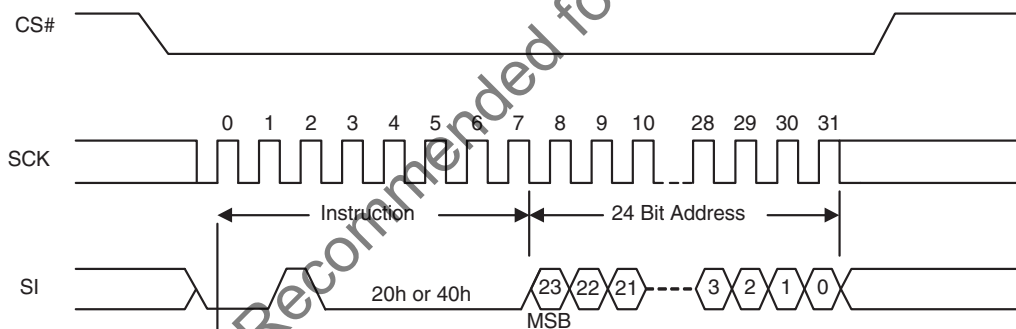 CS#
0 1 2 3 4 5 6 7 8 9 10 28 29 30 31
SCK
Instruction 24 Bit Address
SI 20h or 40h 23 22 21 3 2 1 0
MSB
Recommended fo